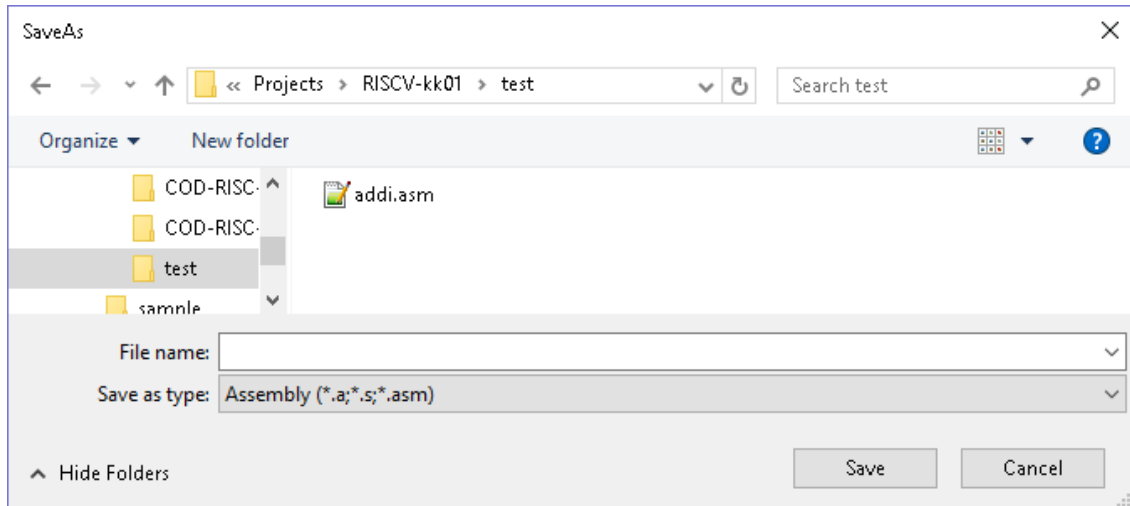 SaveAs
« Projects > RISCV-kk01 > test
Search test
Organize
New folder
COD-RISC-
COD-RISC-
test
sample
addi.asm
File name:
Save as type: Assembly (*.a;*.s;*.asm)
Hide Folders
Save
Cancel